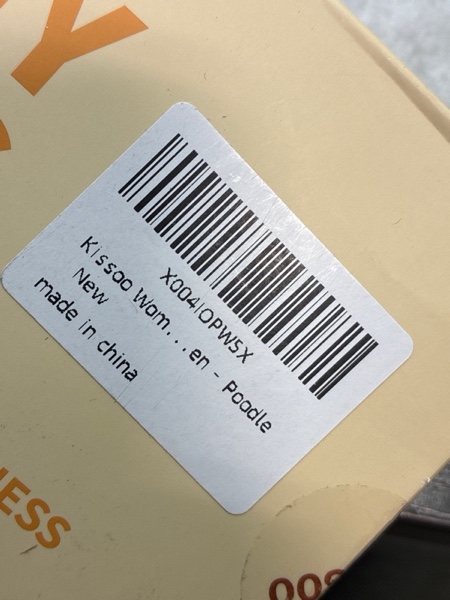 Y
X004IOPW5X
Kissoo Wom...en - Poodle
New
made in china